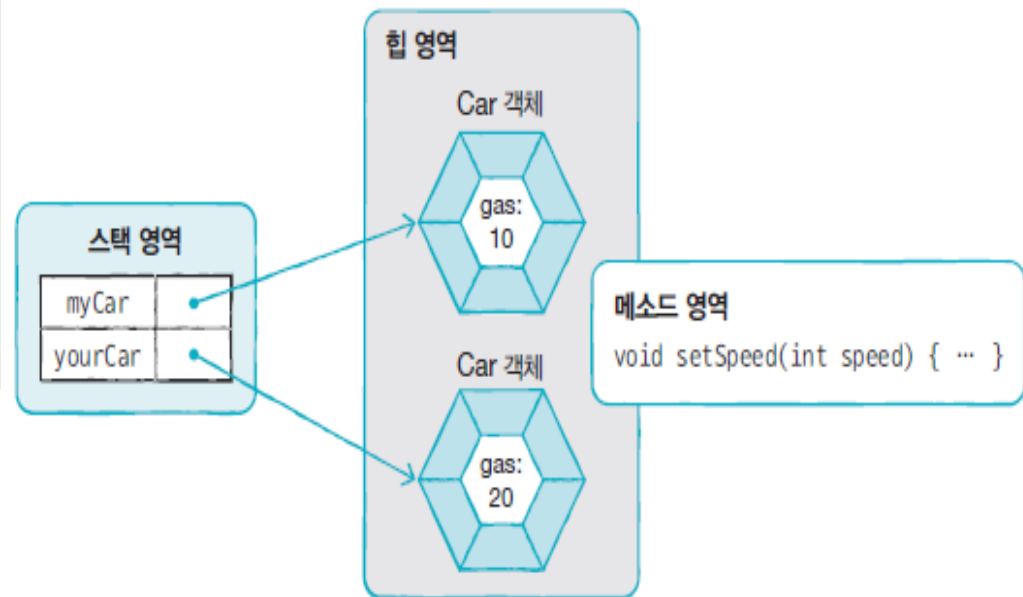 힙 영역
Car 객체
gas:
10
스택 영역
myCar
yourCar
메소드 영역
void setSpeed(int speed) { … }
Car 객체
gas:
20